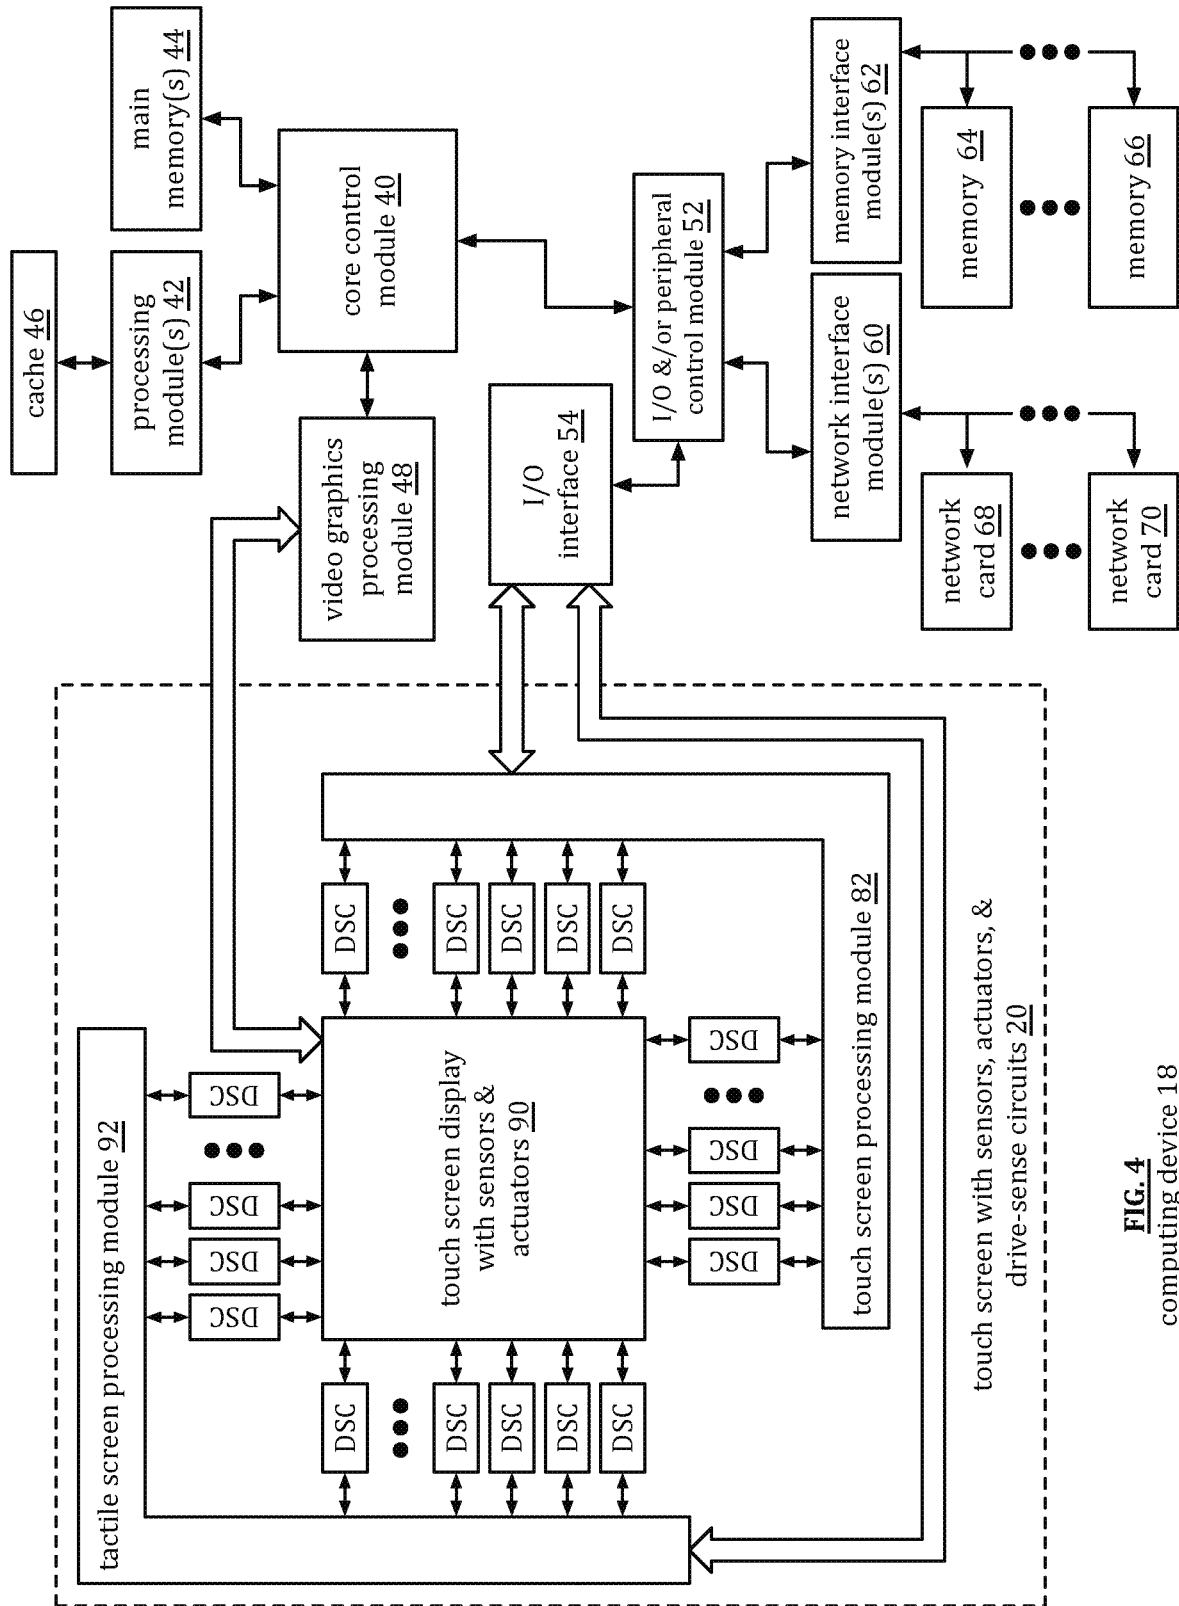 cache 46
processing
module(s) 42
main
memory(s) 44
tactile screen processing module 92
DSC
DSC
DSC
DSC
video graphics
processing
module 48
core control
module 40
DSC
DSC
DSC
DSC
DSC
touch screen display
with sensors &
actuators 90
DSC
DSC
DSC
DSC
DSC
I/O
interface 54
I/O &/or peripheral
control module 52
DSC
DSC
DSC
DSC
touch screen processing module 82
network interface
module(s) 60
memory interface
module(s) 62
touch screen with sensors, actuators, &
drive-sense circuits 20
network
card 68
memory 64
network
card 70
memory 66
FIG. 4
computing device 18